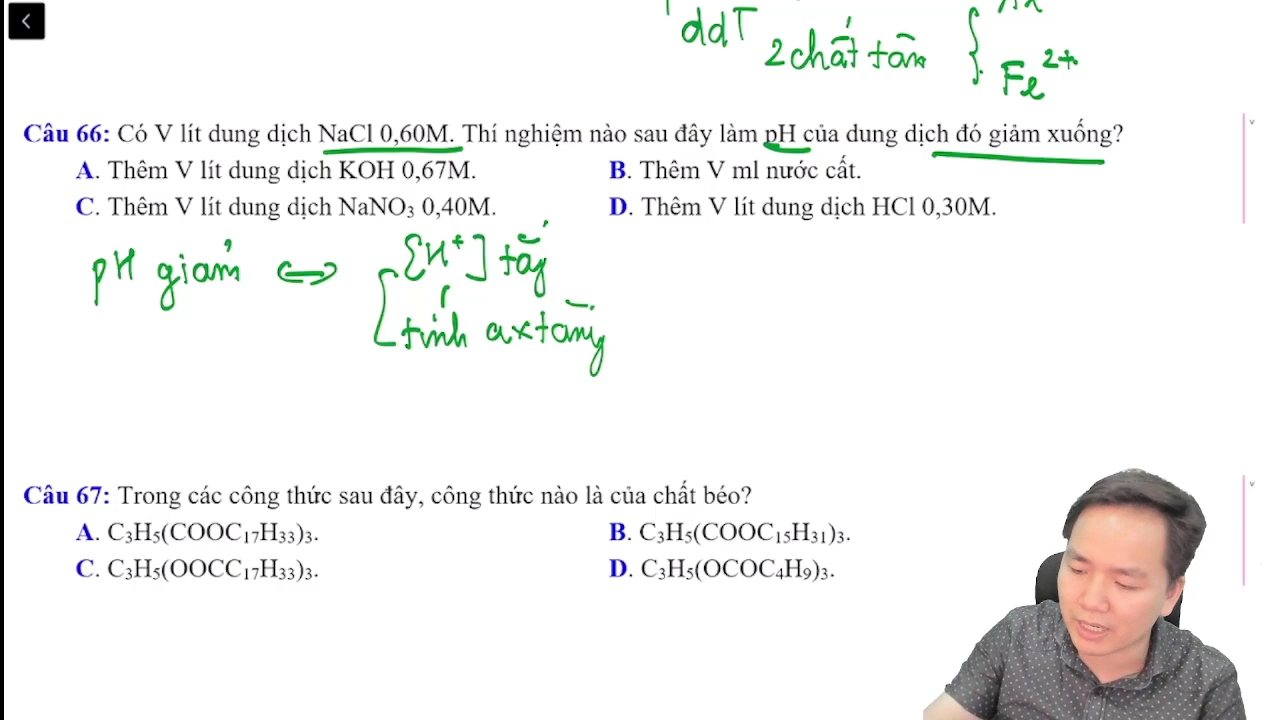 ddT 2 chất tan { Fe²⁺
Câu 66: Có V lít dung dịch NaCl 0,60M. Thí nghiệm nào sau đây làm pH của dung dịch đó giảm xuống?
A. Thêm V lít dung dịch KOH 0,67M. B. Thêm V ml nước cất.
C. Thêm V lít dung dịch NaNO₃ 0,40M. D. Thêm V lít dung dịch HCl 0,30M.
pH giảm ⇔ [H⁺] tăg
tính ax tăng
Câu 67: Trong các công thức sau đây, công thức nào là của chất béo?
A. C₃H₅(COOC₁₇H₃₃)₃. B. C₃H₅(COOC₁₅H₃₁)₃.
C. C₃H₅(OOCC₁₇H₃₃)₃. D. C₃H₅(OCOC₄H₉)₃.